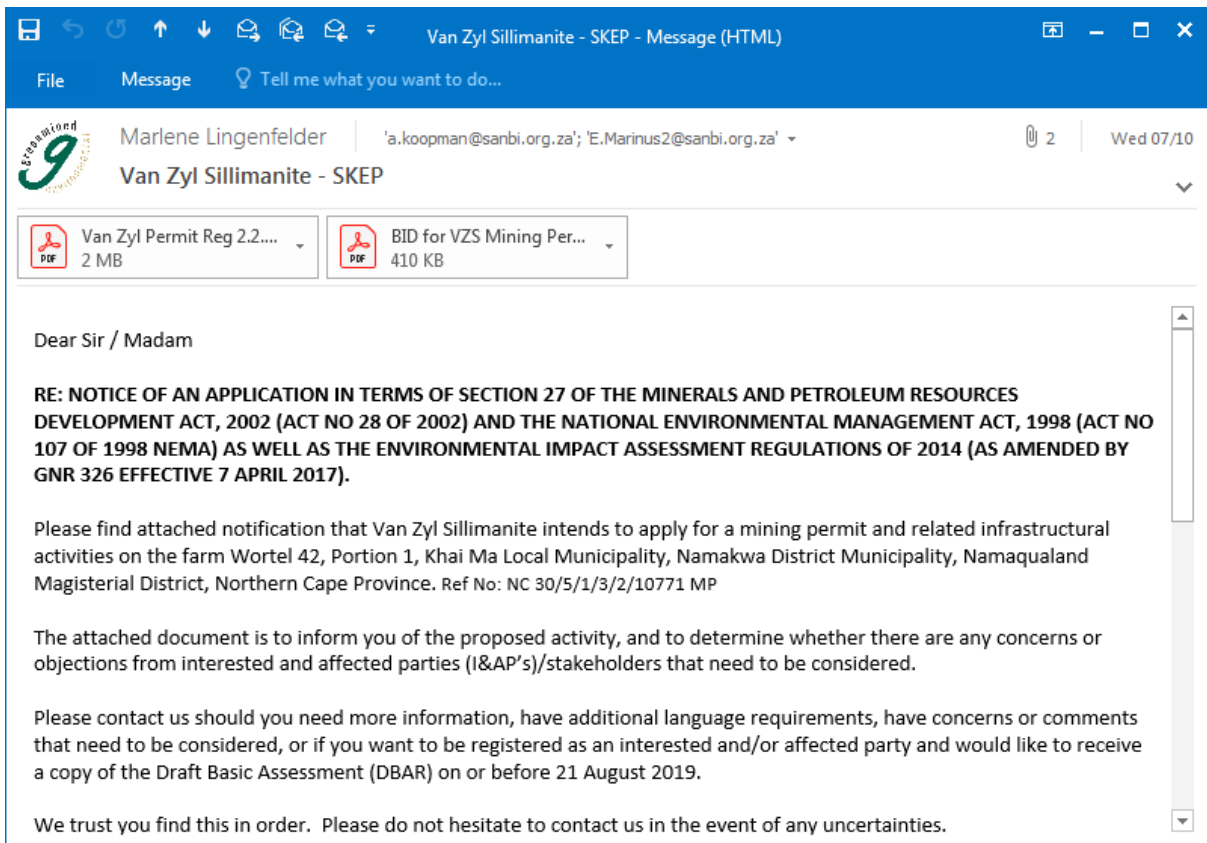 Van Zyl Sillimanite - SKEP - Message (HTML)
File Message Tell me what you want to do...
Marlene Lingenfelder 'a.koopman@sanbi.org.za'; 'E.Marinus2@sanbi.org.za' 2 Wed 07/10
Van Zyl Sillimanite - SKEP
Van Zyl Permit Reg 2.2.... BID for VZS Mining Per...
PDF 2 MB PDF 410 KB
Dear Sir / Madam
RE: NOTICE OF AN APPLICATION IN TERMS OF SECTION 27 OF THE MINERALS AND PETROLEUM RESOURCES
DEVELOPMENT ACT, 2002 (ACT NO 28 OF 2002) AND THE NATIONAL ENVIRONMENTAL MANAGEMENT ACT, 1998 (ACT NO
107 OF 1998 NEMA) AS WELL AS THE ENVIRONMENTAL IMPACT ASSESSMENT REGULATIONS OF 2014 (AS AMENDED BY
GNR 326 EFFECTIVE 7 APRIL 2017).
Please find attached notification that Van Zyl Sillimanite intends to apply for a mining permit and related infrastructural
activities on the farm Wortel 42, Portion 1, Khai Ma Local Municipality, Namakwa District Municipality, Namaqualand
Magisterial District, Northern Cape Province. Ref No: NC 30/5/1/3/2/10771 MP
The attached document is to inform you of the proposed activity, and to determine whether there are any concerns or
objections from interested and affected parties (I&AP's)/stakeholders that need to be considered.
Please contact us should you need more information, have additional language requirements, have concerns or comments
that need to be considered, or if you want to be registered as an interested and/or affected party and would like to receive
a copy of the Draft Basic Assessment (DBAR) on or before 21 August 2019.
We trust you find this in order.  Please do not hesitate to contact us in the event of any uncertainties.